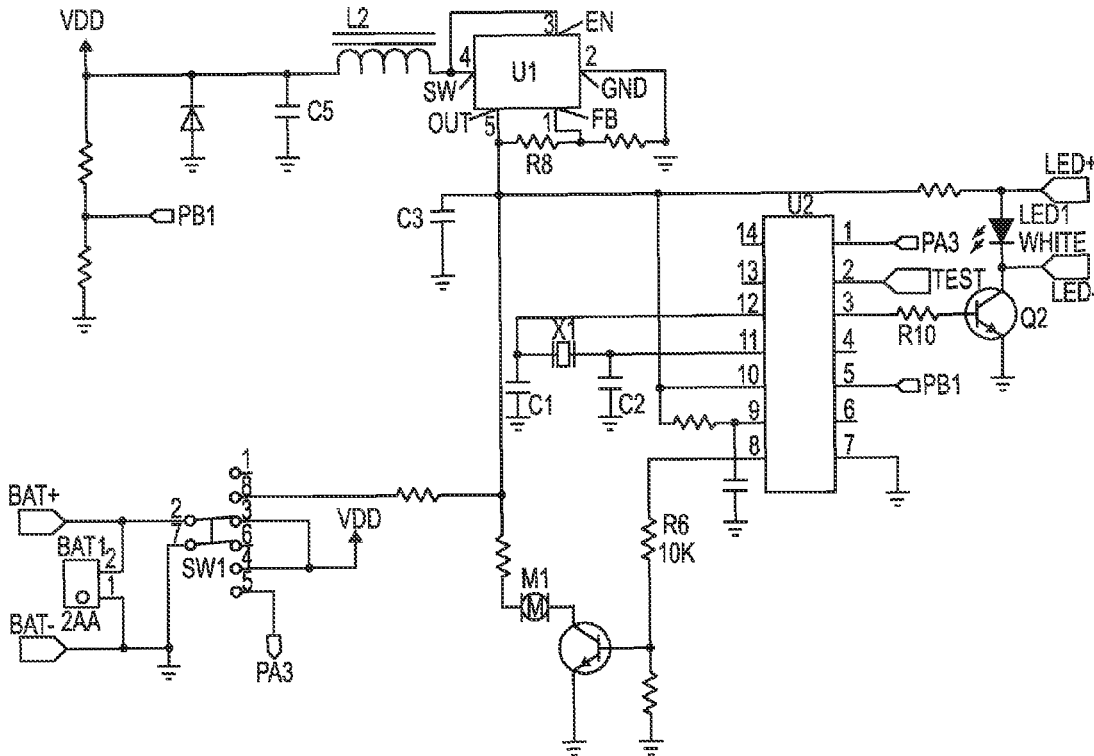 VDD
L2
3
EN
4
U1
2
SW
GND
C5
OUT
5
1
FB
R8
PB1
C3
LED+
U2
LED1
WHITE
14
1
PA3
13
2
TEST
LED-
12
3
R10
Q2
X1
11
4
10
5
PB1
C1
C2
9
6
8
7
1
8
BAT+
2
3
VDD
7
6
BAT1
2
SW1
4
1
5
R6
10K
M1
M
2AA
BAT-
PA3